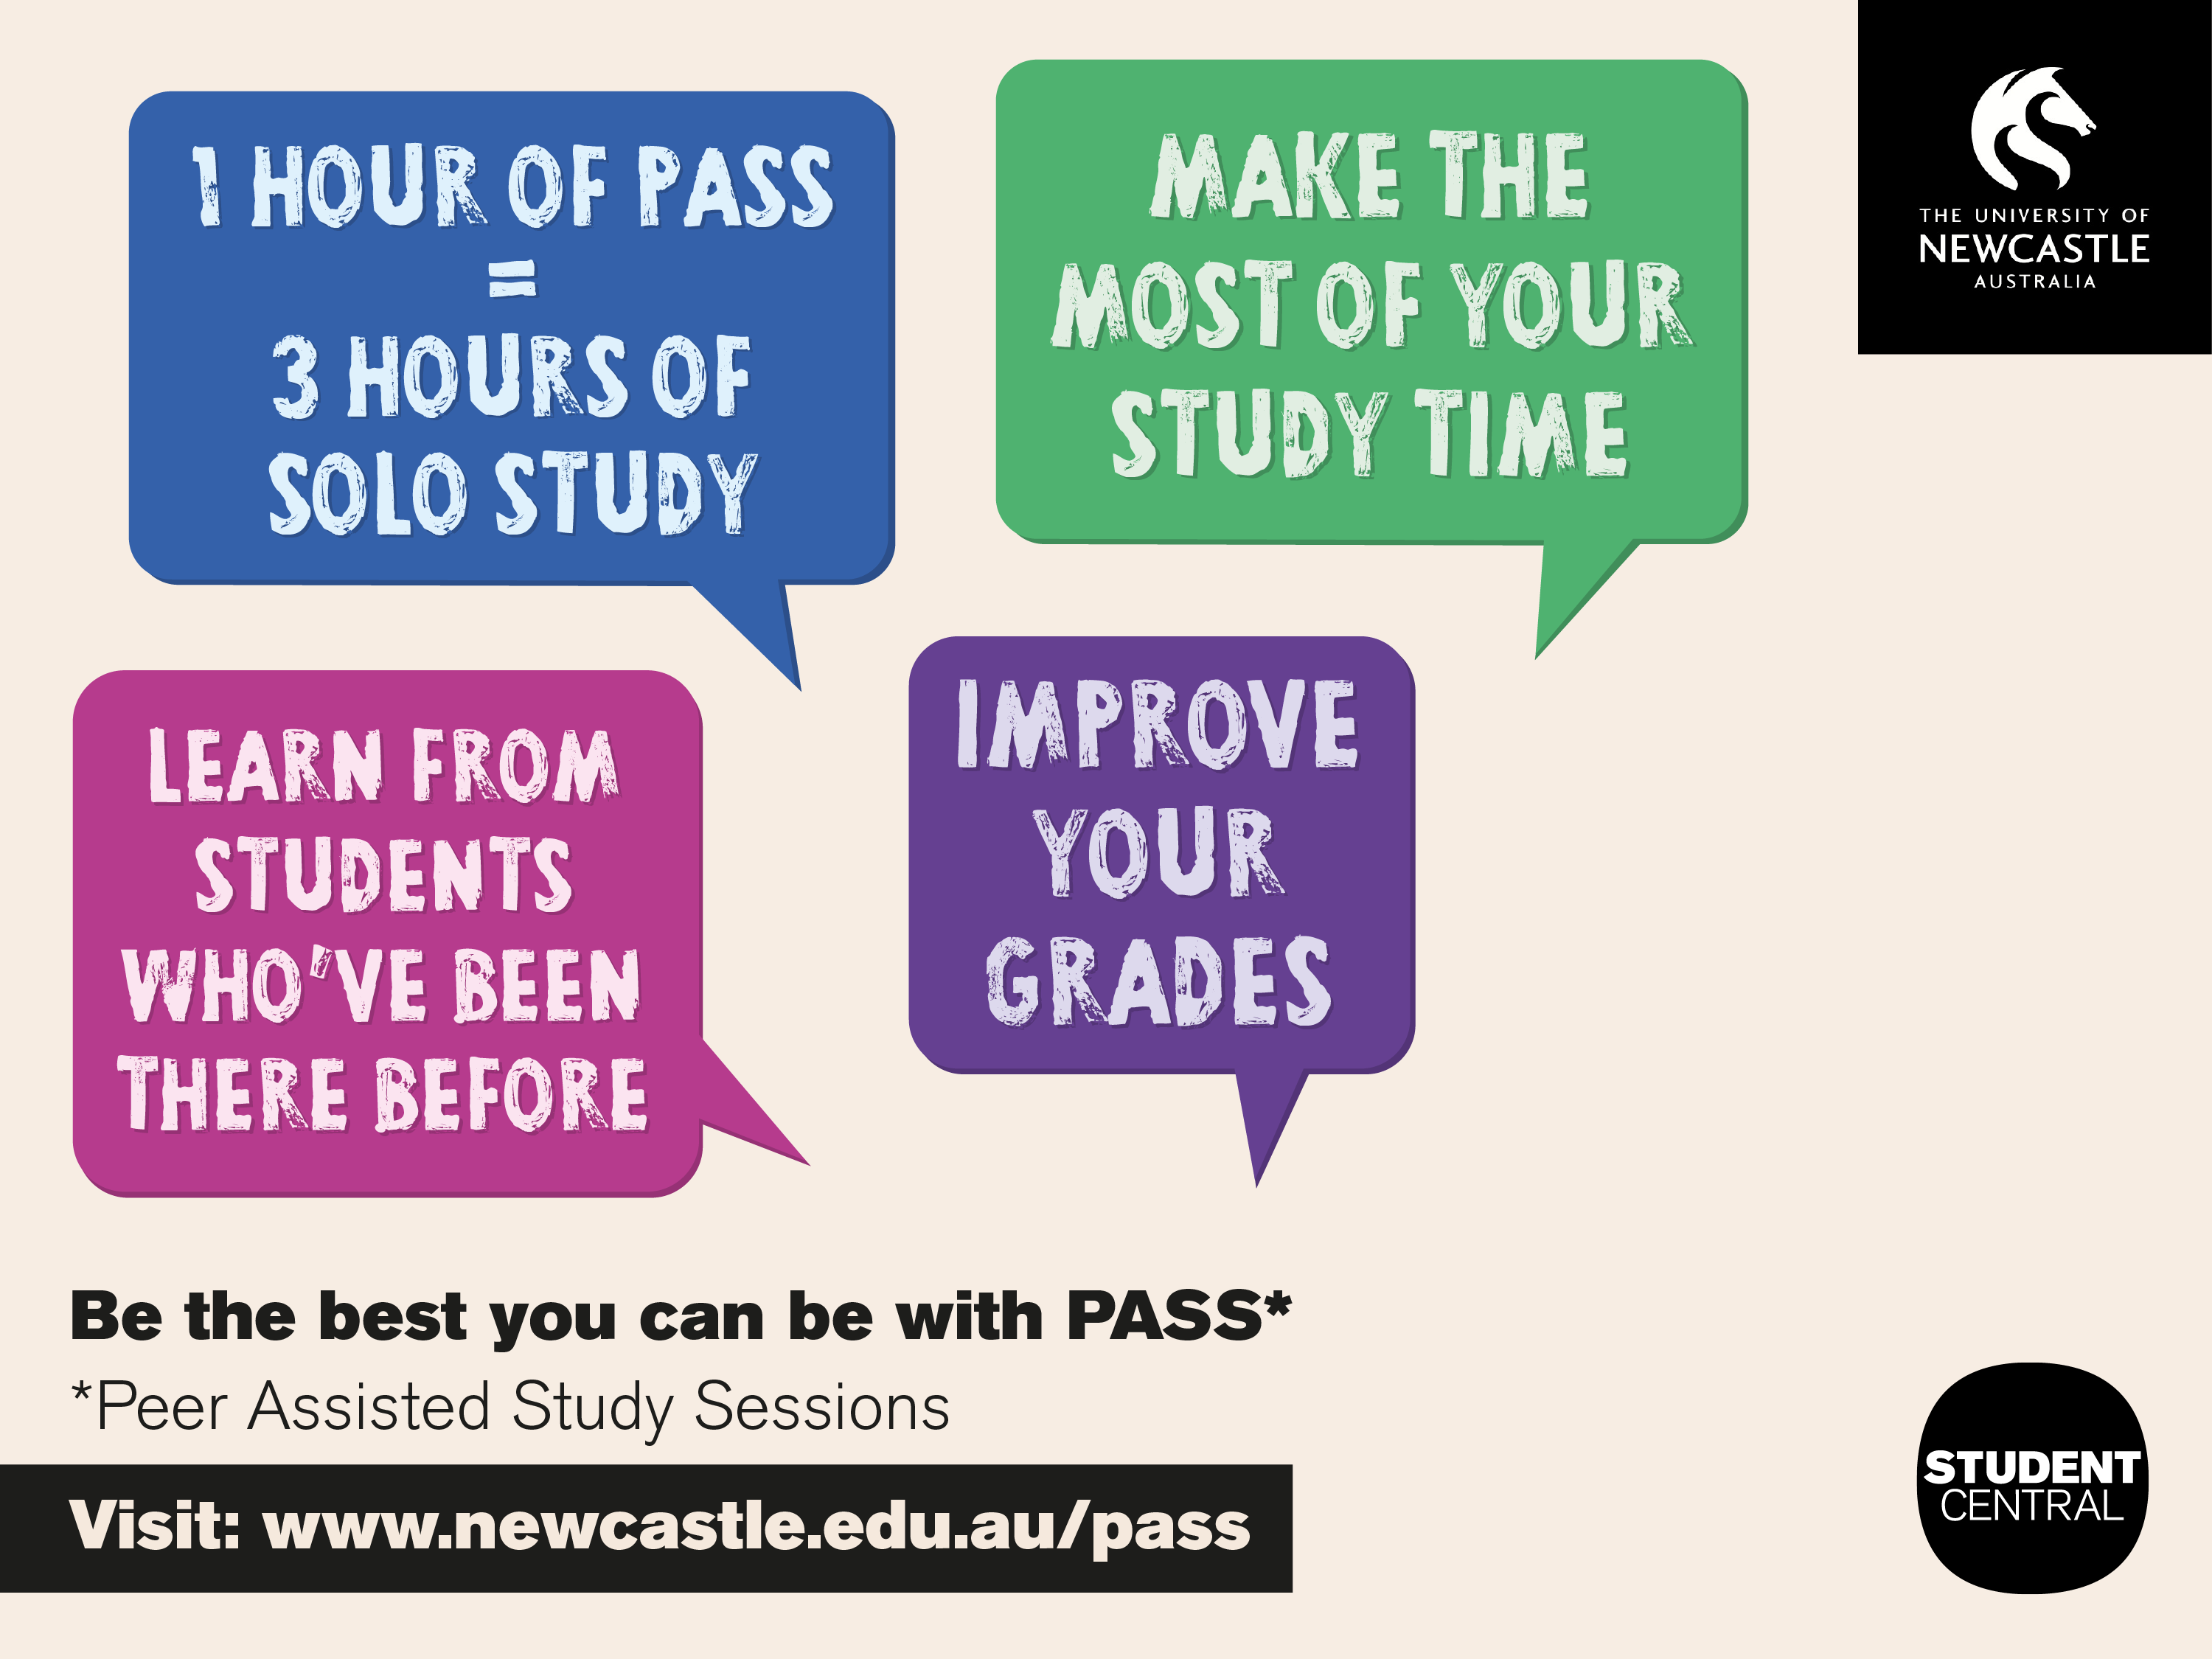 1 HOUR OF PASS
=
3 HOURS OF
SOLO STUDY
MAKE THE
MOST OF YOUR
STUDY TIME
THE UNIVERSITY OF
NEWCASTLE
AUSTRALIA
LEARN FROM
STUDENTS
WHO'VE BEEN
THERE BEFORE
IMPROVE
YOUR
GRADES
Be the best you can be with PASS*
*Peer Assisted Study Sessions
Visit: www.newcastle.edu.au/pass
STUDENT
CENTRAL